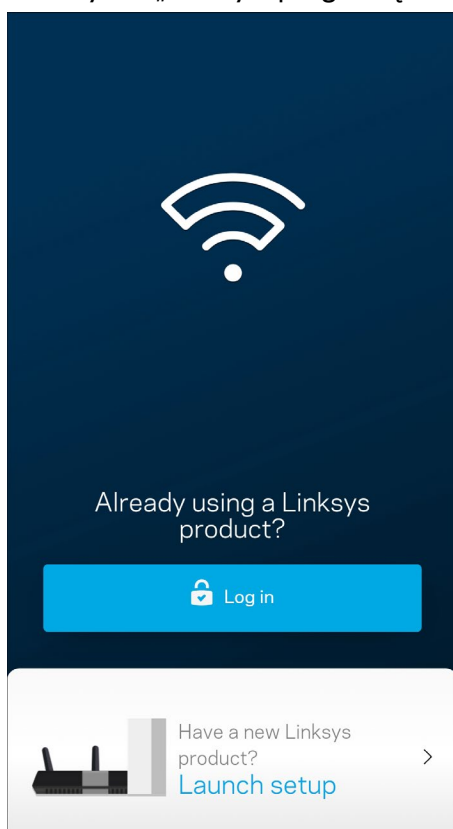 Already using a Linksys
product?
Log in
Have a new Linksys
product?
Launch setup